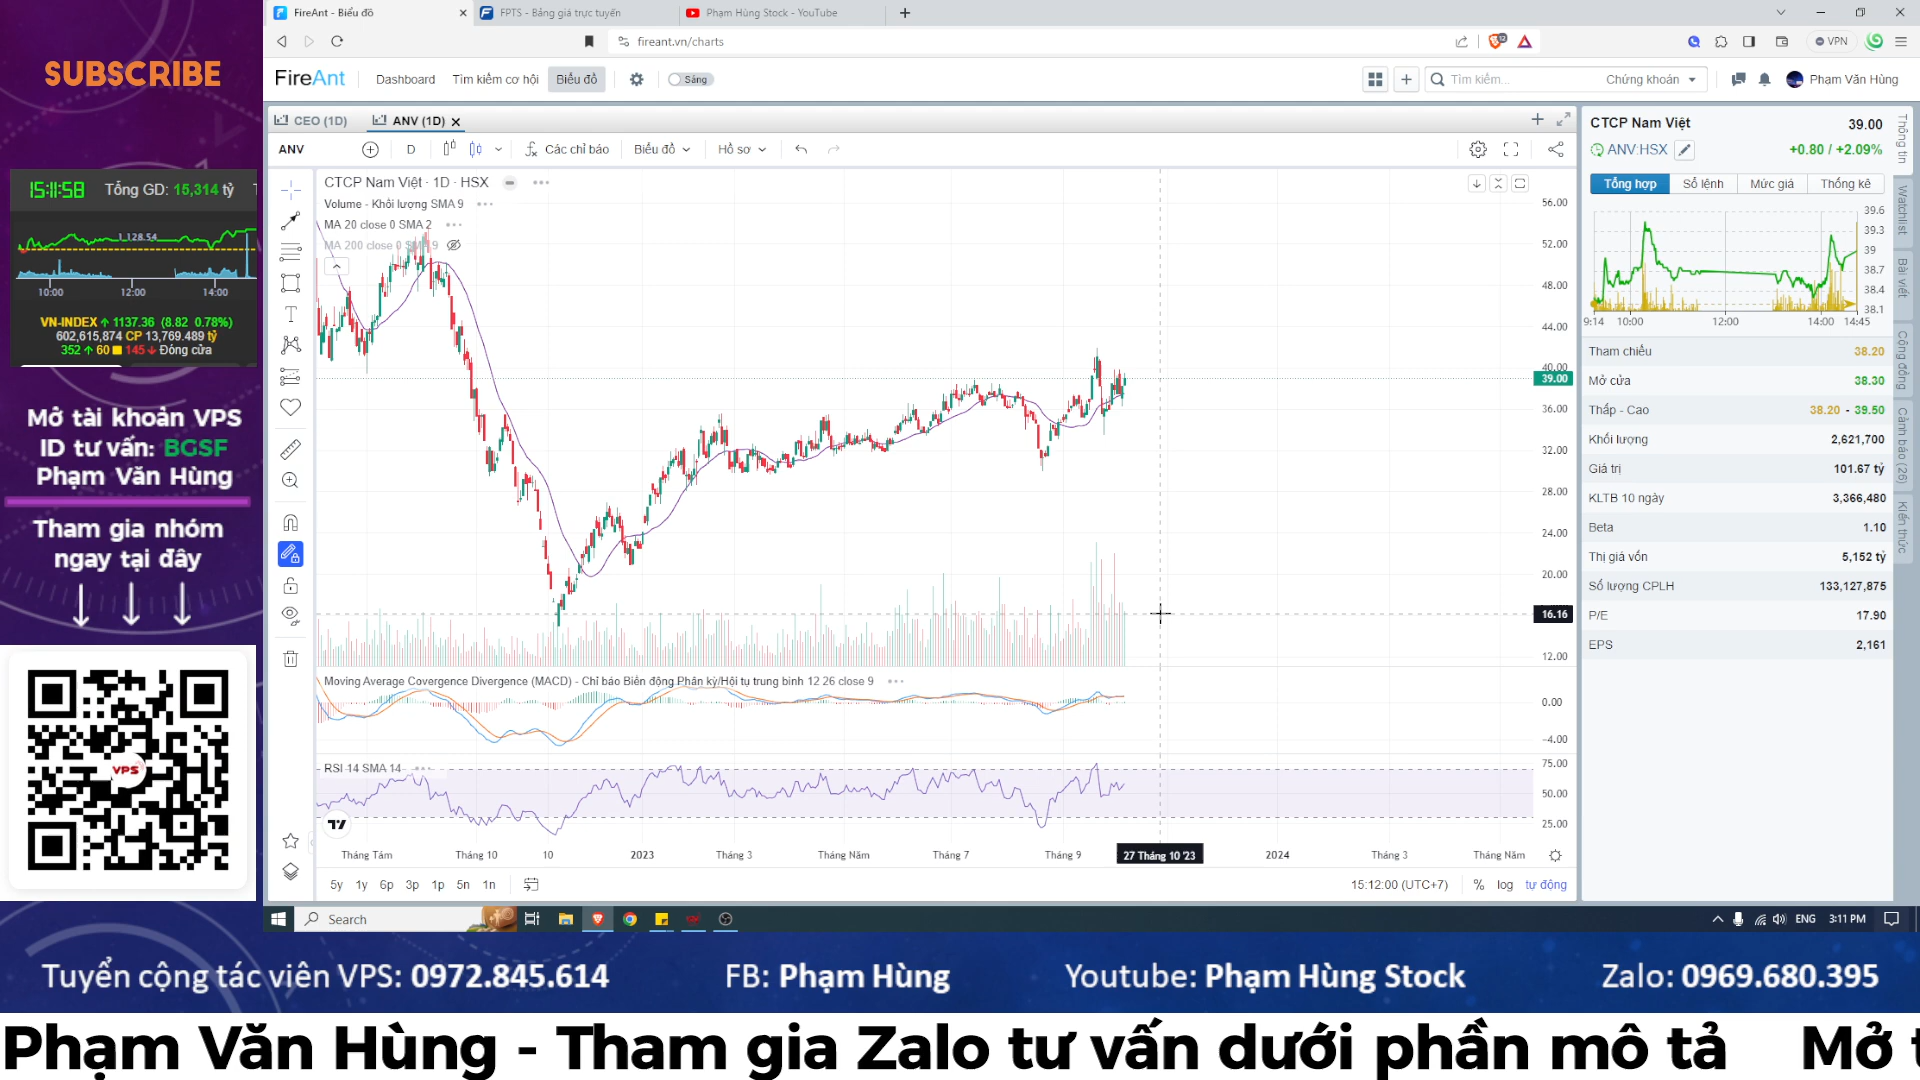 SUBSCRIBE
15:11:58 Tổng GD: 15,314 tỷ
1,128.54
10:00 12:00 14:00
VN-INDEX 1137.36 (8.82 0.78%)
602,615,874 CP 13,769.489 tỷ
352 60 145 Đóng cửa
Mở tài khoản VPS
ID tư vấn: BGSF
Phạm Văn Hùng
Tham gia nhóm
ngay tại đây
VPS
FireAnt - Biểu đồ
FPTS - Bảng giá trực tuyến
Phạm Hùng Stock - YouTube
fireant.vn/charts
12
VPN
FireAnt Dashboard Tìm kiếm cơ hội Biểu đồ Sáng
Tìm kiếm... Chứng khoán Phạm Văn Hùng
CEO (1D) ANV (1D)
ANV D Các chỉ báo Biểu đồ Hồ sơ
CTCP Nam Việt · 1D · HSX
Volume - Khối lượng SMA 9
MA 20 close 0 SMA 2
MA 200 close 0 SMA 9
56.00
52.00
48.00
44.00
40.00
39.00
36.00
32.00
28.00
24.00
20.00
16.16
12.00
Moving Average Covergence Divergence (MACD) - Chỉ báo Biến động Phân kỳ/Hội tụ trung bình 12 26 close 9
0.00
−4.00
RSI 14 SMA 14
75.00
50.00
25.00
Tháng Tám Tháng 10 10 2023 Tháng 3 Tháng Năm Tháng 7 Tháng 9 27 Tháng 10 '23 2024 Tháng 3 Tháng Năm
5y 1y 6p 3p 1p 5n 1n
15:12:00 (UTC+7) % log tự động
CTCP Nam Việt 39.00
ANV:HSX +0.80 / +2.09%
Tổng hợp Sổ lệnh Mức giá Thống kê
39.6
39.3
39
38.7
38.4
38.1
9:14 10:00 12:00 14:00 14:45
Tham chiếu 38.20
Mở cửa 38.30
Thấp - Cao 38.20 - 39.50
Khối lượng 2,621,700
Giá trị 101.67 tỷ
KLTB 10 ngày 3,366,480
Beta 1.10
Thị giá vốn 5,152 tỷ
Số lượng CPLH 133,127,875
P/E 17.90
EPS 2,161
Thông tin
Watchlist
Bài viết
Cộng đồng
Cảnh báo (26)
Kiến thức
Search
ENG 3:11 PM
Tuyển cộng tác viên VPS: 0972.845.614 FB: Phạm Hùng Youtube: Phạm Hùng Stock Zalo: 0969.680.395
Phạm Văn Hùng - Tham gia Zalo tư vấn dưới phần mô tả Mở